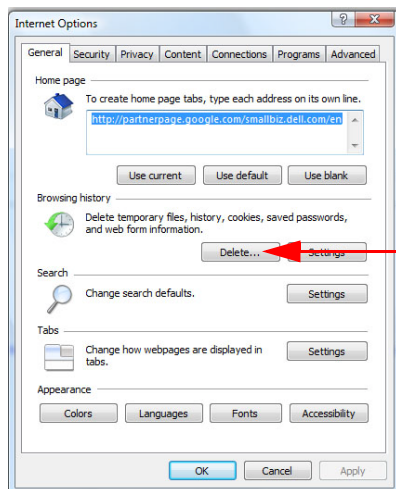 Internet Options
General Security Privacy Content Connections Programs Advanced
Home page
To create home page tabs, type each address on its own line.
http://partnerpage.google.com/smallbiz.dell.com/en
Use current Use default Use blank
Browsing history
Delete temporary files, history, cookies, saved passwords,
and web form information.
Delete... Settings
Search
Change search defaults. Settings
Tabs
Change how webpages are displayed in Settings
tabs.
Appearance
Colors Languages Fonts Accessibility
OK Cancel Apply